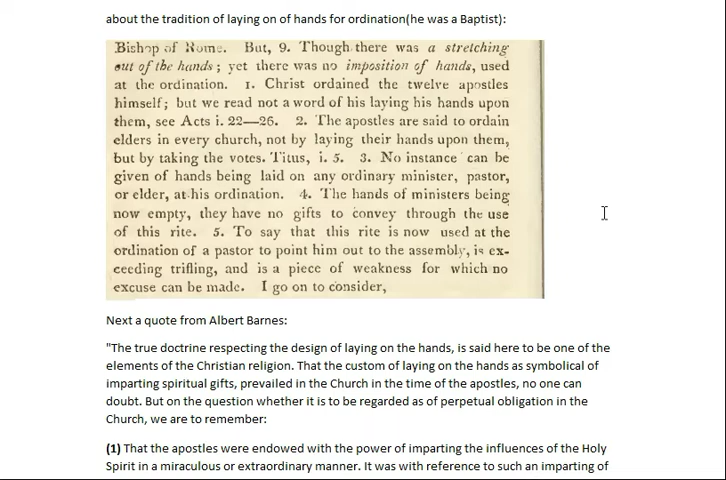 about the tradition of laying on of hands for ordination(he was a Baptist):
Bishop of Rome. But, 9. Though there was a stretching
out of the hands; yet there was no imposition of hands, used
at the ordination. 1. Christ ordained the twelve apostles
himself; but we read not a word of his laying his hands upon
them, see Acts i. 22—26. 2. The apostles are said to ordain
elders in every church, not by laying their hands upon them,
but by taking the votes. Titus, i. 5. 3. No instance can be
given of hands being laid on any ordinary minister, pastor,
or elder, at his ordination. 4. The hands of ministers being
now empty, they have no gifts to convey through the use
of this rite. 5. To say that this rite is now used at the
ordination of a pastor to point him out to the assembly, is ex-
ceeding trifling, and is a piece of weakness for which no
excuse can be made. I go on to consider,
Next a quote from Albert Barnes:
"The true doctrine respecting the design of laying on the hands, is said here to be one of the
elements of the Christian religion. That the custom of laying on the hands as symbolical of
imparting spiritual gifts, prevailed in the Church in the time of the apostles, no one can
doubt. But on the question whether it is to be regarded as of perpetual obligation in the
Church, we are to remember:
(1) That the apostles were endowed with the power of imparting the influences of the Holy
Spirit in a miraculous or extraordinary manner. It was with reference to such an imparting of